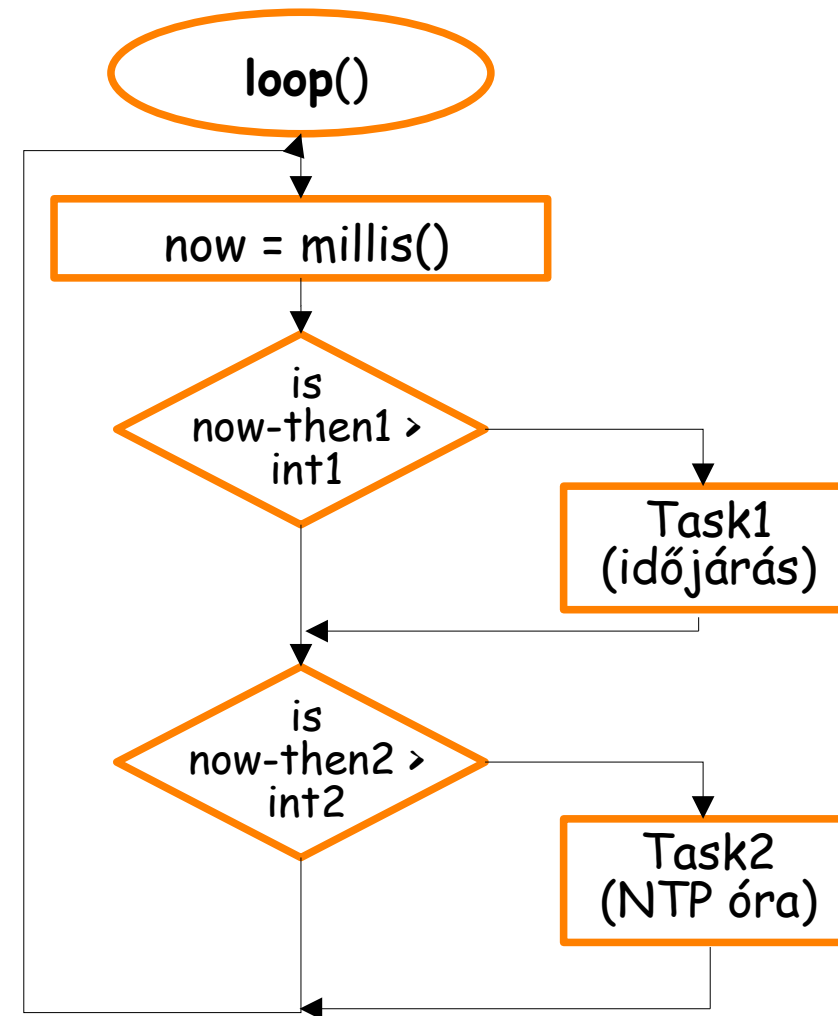 loop()
now = millis()
is
now-then1 >
int1
Task1
(időjárás)
is
now-then2 >
int2
Task2
(NTP óra)